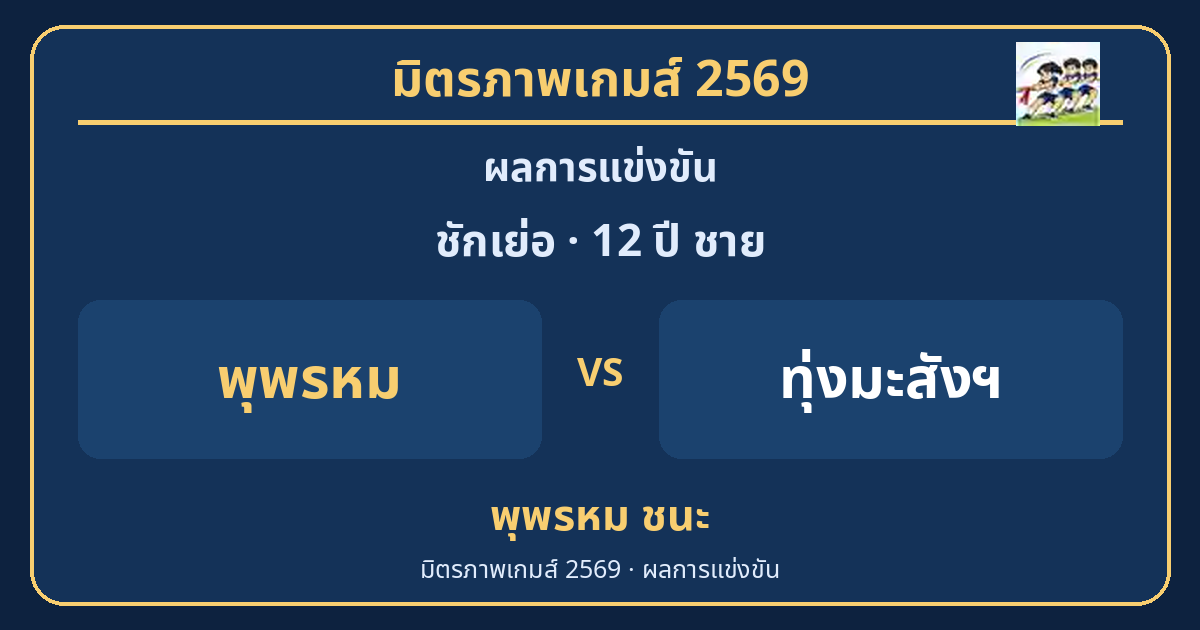 มิตรภาพเกมส์ 2569
ผลการแข่งขัน
ชักเย่อ · 12 ปี ชาย
พุพรหม
VS
ทุ่งมะสังฯ
พุพรหม ชนะ
มิตรภาพเกมส์ 2569 · ผลการแข่งขัน